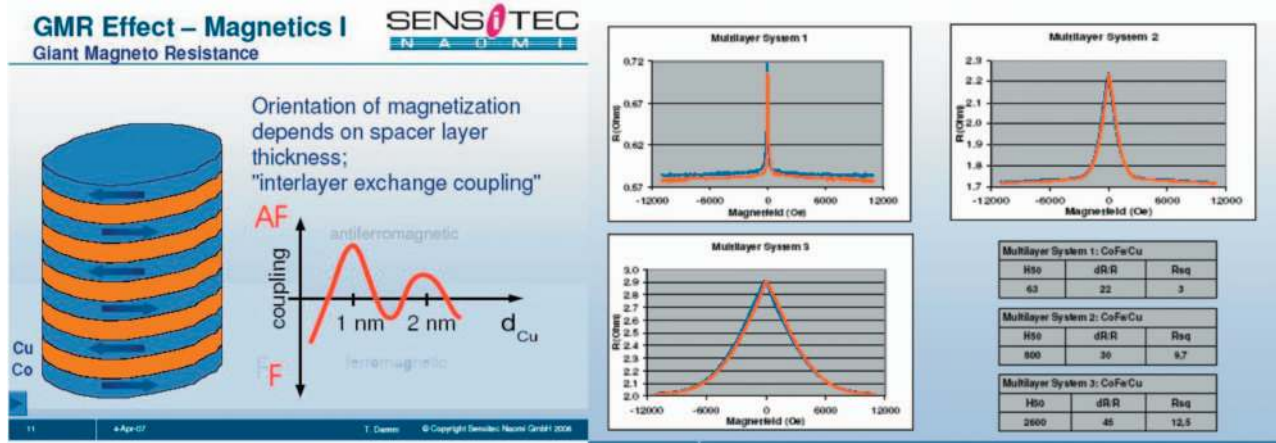 GMR Effect – Magnetics I
Giant Magneto Resistance
SENSiTEC
NAOMI
Orientation of magnetization
depends on spacer layer
thickness;
"interlayer exchange coupling"
AF
antiferromagnetic
coupling
1 nm
2 nm
dCu
ferromagnetic
F
Cu
Co
11
4-Apr-07
T. Damm
© Copyright Sensitec Naomi GmbH 2006
Multilayer System 1
R(Ohm)
0.72
0.67
0.62
0.57
-12000
-6000
0
6000
12000
Magnetfeld (Oe)
Multilayer System 2
R(Ohm)
2.3
2.2
2.1
2.0
1.9
1.8
1.7
-12000
-6000
0
6000
12000
Magnetfeld (Oe)
Multilayer System 3
R(Ohm)
3.0
2.9
2.8
2.7
2.6
2.5
2.4
2.3
2.2
2.1
2.0
-12000
-6000
0
6000
12000
Magnetfeld (Oe)
Multilayer System 1: CoFe/Cu
H50 dR/R Rsq
63 22 3
Multilayer System 2: CoFe/Cu
H50 dR/R Rsq
800 30 9,7
Multilayer System 3: CoFe/Cu
H50 dR/R Rsq
2600 45 12,5